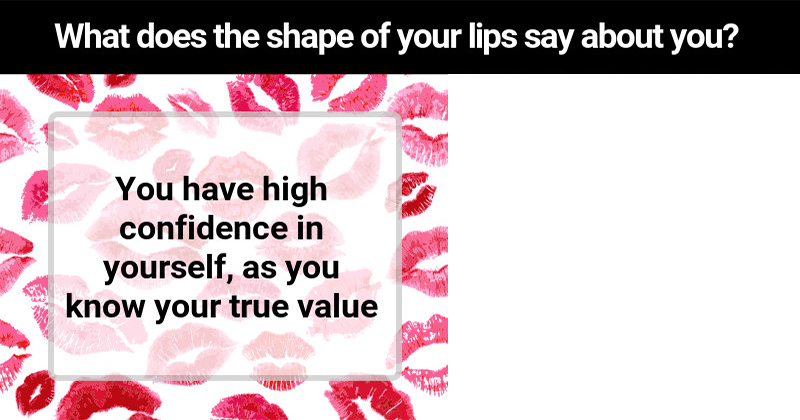 What does the shape of your lips say about you?
You have high
confidence in
yourself, as you
know your true value